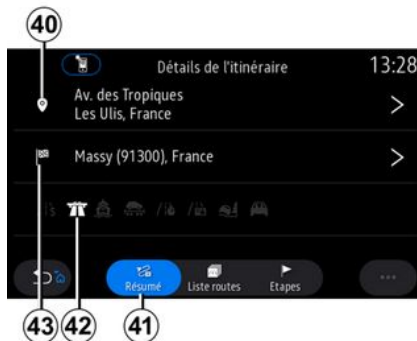 40
Détails de l'itinéraire 13:28
Av. des Tropiques
Les Ulis, France
Massy (91300), France
Résumé Liste routes Etapes
43 42 41